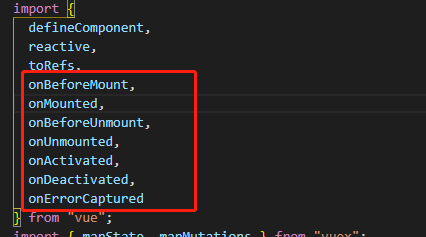 import {
defineComponent,
reactive,
toRefs,
onBeforeMount,
onMounted,
onBeforeUnmount,
onUnmounted,
onActivated,
onDeactivated,
onErrorCaptured
} from "vue";
import { mapState, mapMutations } from "vuex";